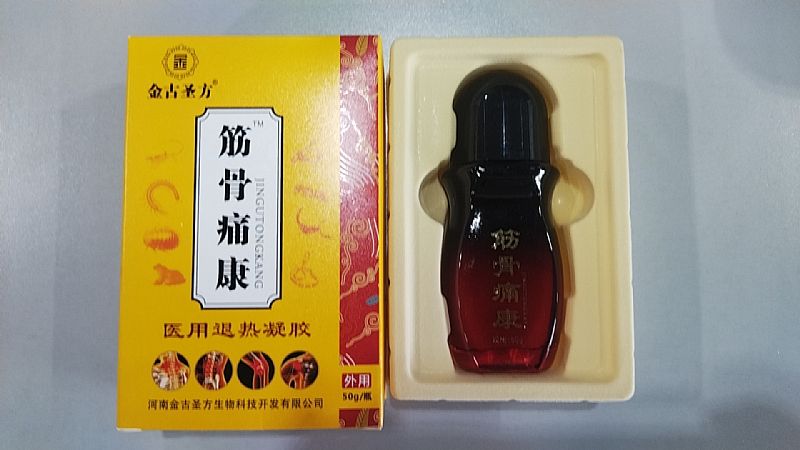 金古圣方®
筋骨痛康™
JINGUTONGKANG
医用退热凝胶
外用
50g/瓶
河南金古圣方生物科技开发有限公司
筋骨痛康